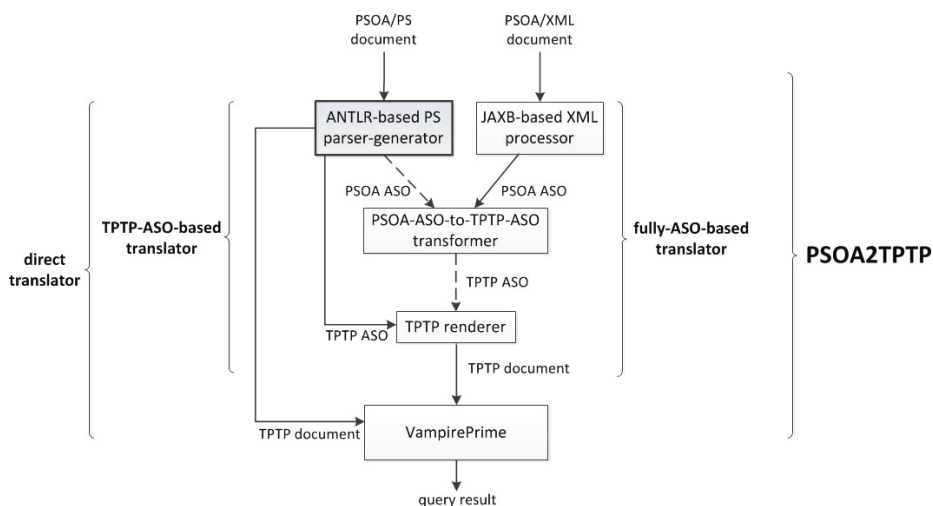 PSOA/PS
document
PSOA/XML
document
ANTLR-based PS
parser-generator
JAXB-based XML
processor
PSOA ASO
PSOA ASO
TPTP-ASO-based
translator
PSOA-ASO-to-TPTP-ASO
transformer
fully-ASO-based
translator
direct
translator
PSOA2TPTP
TPTP ASO
TPTP ASO
TPTP renderer
TPTP document
TPTP document
VampirePrime
query result